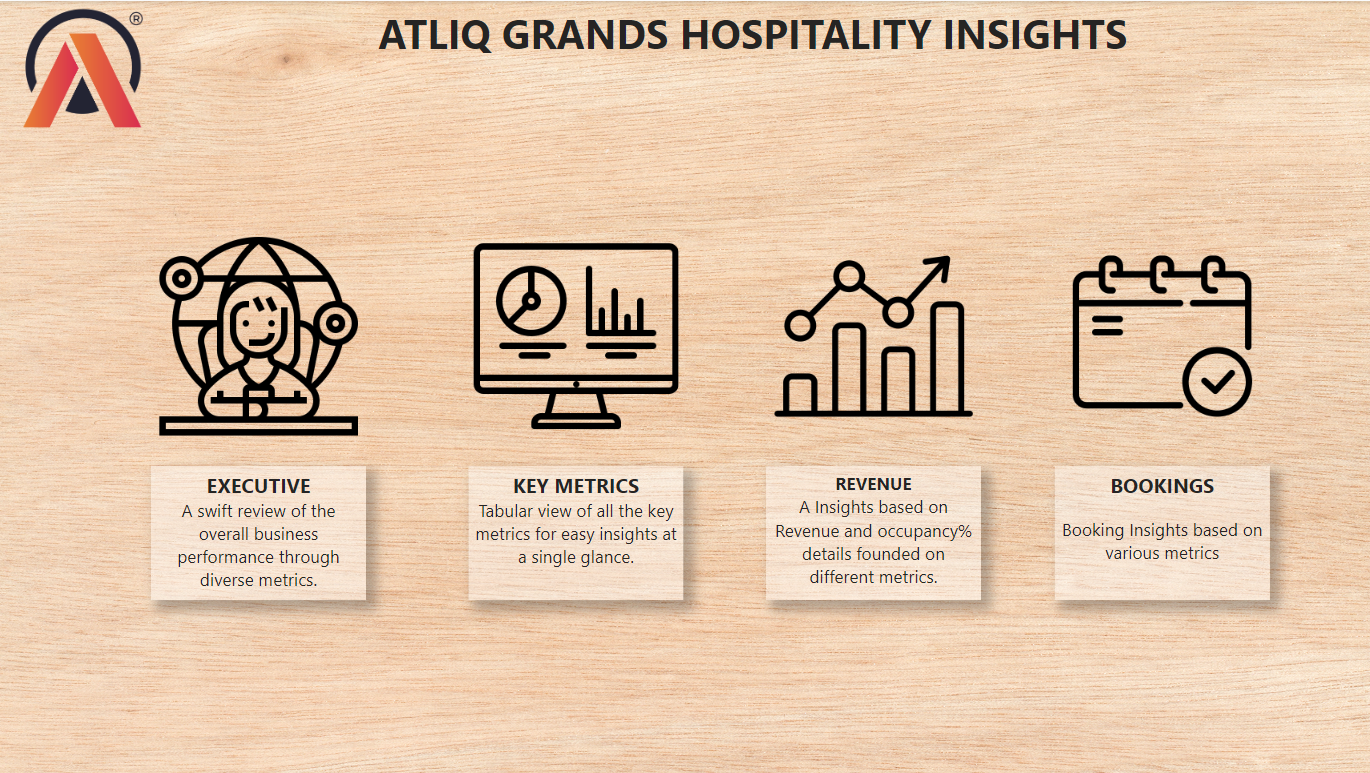 ®
ATLIQ GRANDS HOSPITALITY INSIGHTS
EXECUTIVE
A swift review of the
overall business
performance through
diverse metrics.
KEY METRICS
Tabular view of all the key
metrics for easy insights at
a single glance.
REVENUE
A Insights based on
Revenue and occupancy%
details founded on
different metrics.
BOOKINGS
Booking Insights based on
various metrics